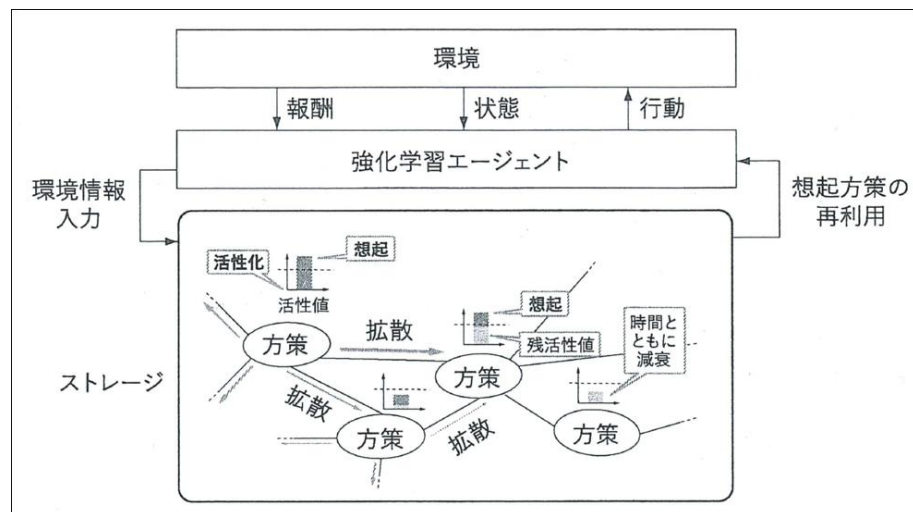 環境
報酬
状態
行動
強化学習エージェント
環境情報
入力
想起方策の
再利用
活性化
想起
活性値
拡散
想起
残活性値
時間と
ともに
減衰
方策
方策
ストレージ
拡散
方策
拡散
方策